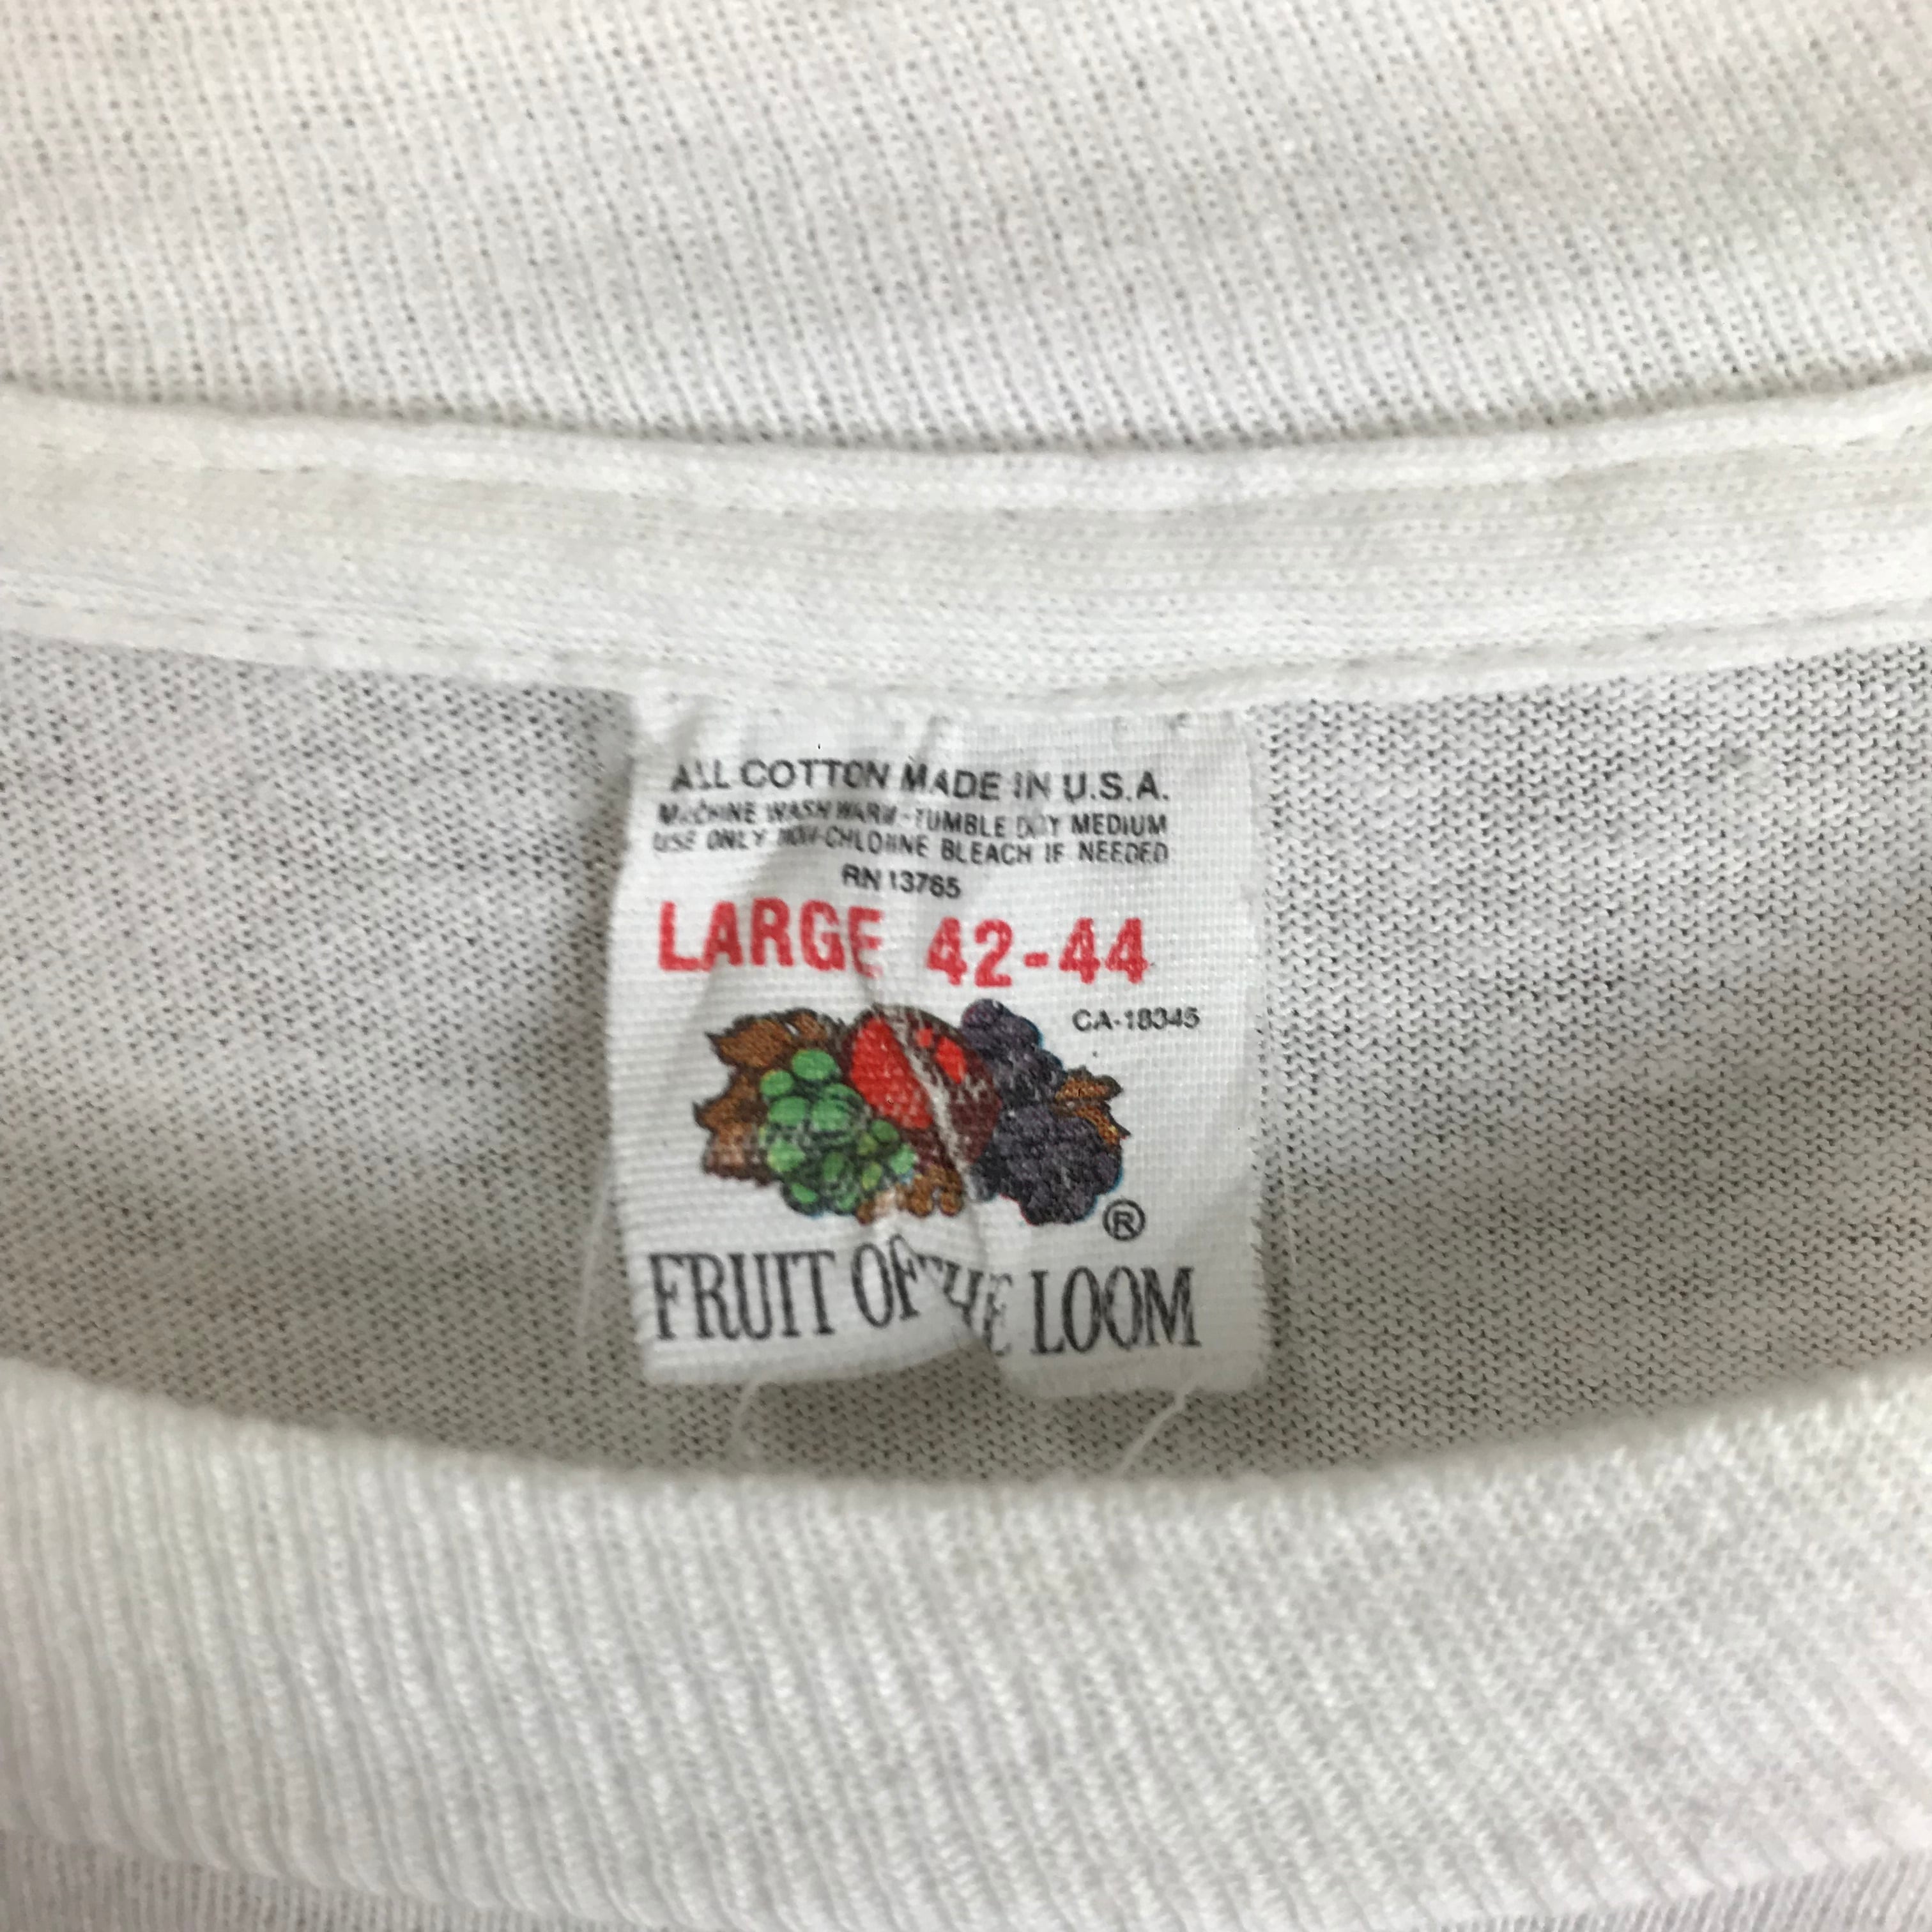 ALL COTTON MADE IN U.S.A.
MACHINE WASH WARM-TUMBLE DRY MEDIUM
USE ONLY NON-CHLORINE BLEACH IF NEEDED
RN 13765
LARGE 42-44
CA-18345
®
FRUIT OF THE LOOM